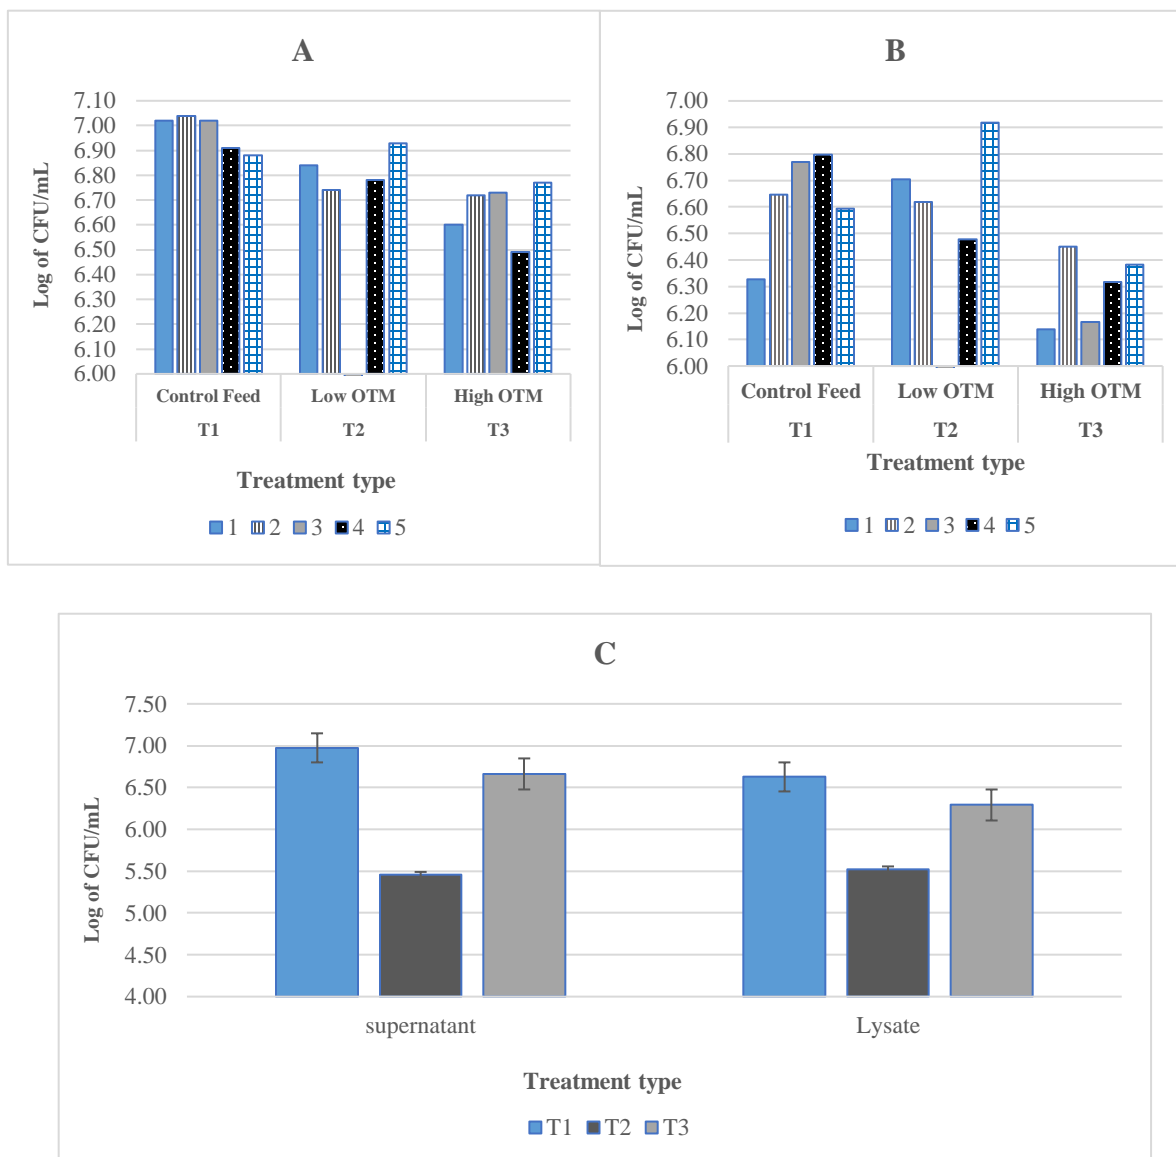 A
Log of CFU/mL
7.10
7.00
6.90
6.80
6.70
6.60
6.50
6.40
6.30
6.20
6.10
6.00
Control Feed Low OTM High OTM
T1 T2 T3
Treatment type
1 2 3 4 5
B
Log of CFU/mL
7.00
6.90
6.80
6.70
6.60
6.50
6.40
6.30
6.20
6.10
6.00
Control Feed Low OTM High OTM
T1 T2 T3
Treatment type
1 2 3 4 5
C
Log of CFU/mL
7.50
7.00
6.50
6.00
5.50
5.00
4.50
4.00
supernatant Lysate
Treatment type
T1 T2 T3